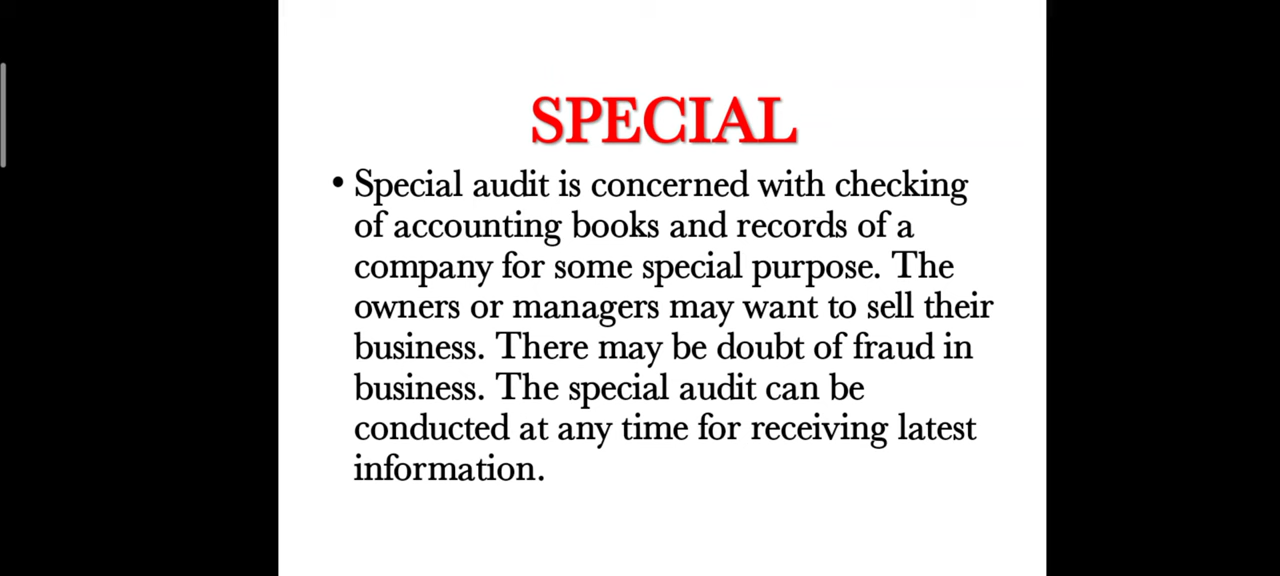 SPECIAL
• Special audit is concerned with checking
of accounting books and records of a
company for some special purpose. The
owners or managers may want to sell their
business. There may be doubt of fraud in
business. The special audit can be
conducted at any time for receiving latest
information.